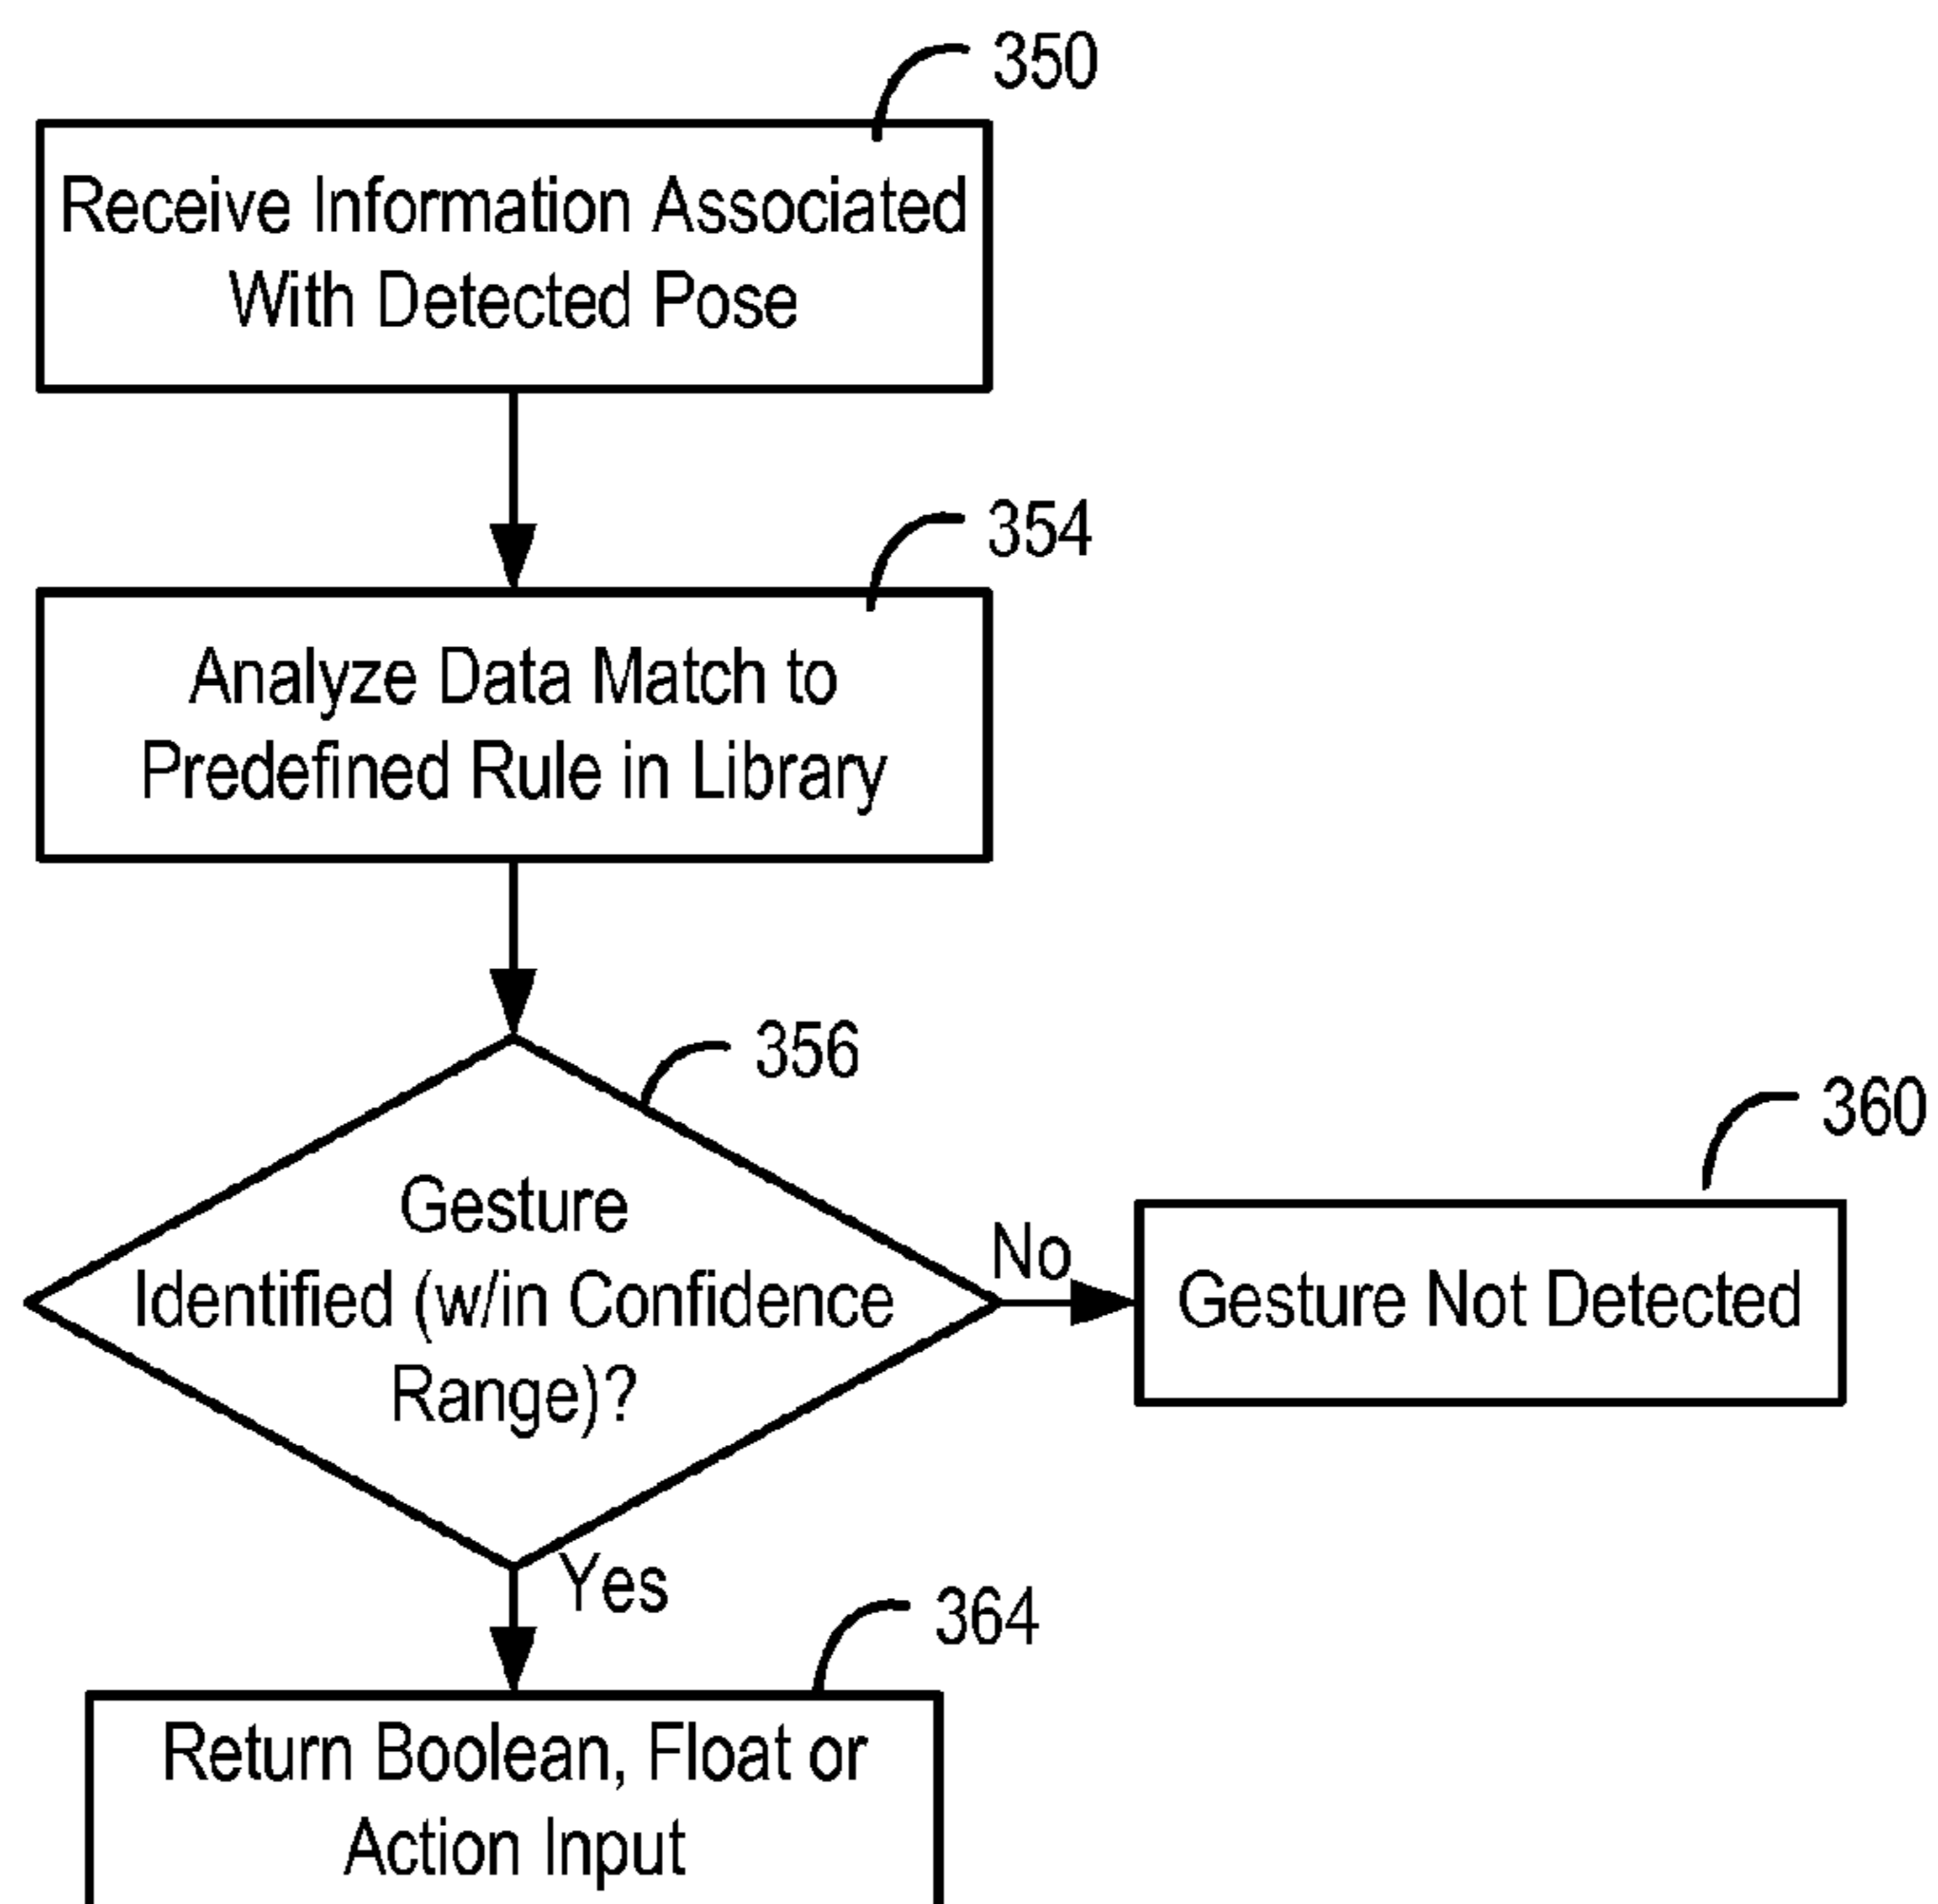 350
Receive Information Associated
With Detected Pose
354
Analyze Data Match to
Predefined Rule in Library
356
Gesture
Identified (w/in Confidence
Range)?
No
360
Gesture Not Detected
Yes
364
Return Boolean, Float or
Action Input